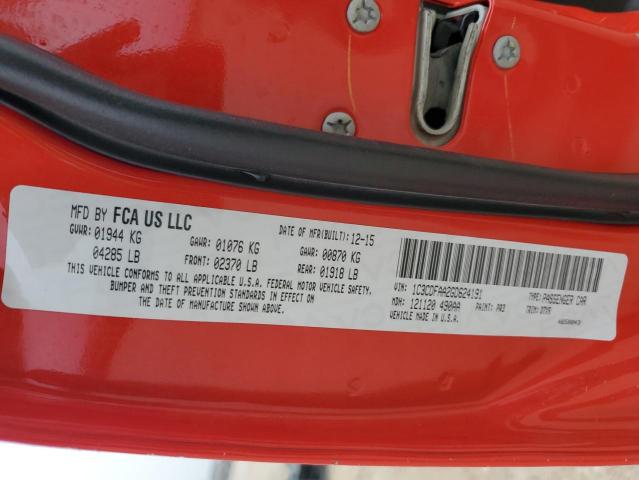 MFD BY FCA US LLC
DATE OF MFR(BUILT): 12-15
GVWR: 01944 KG
GAWR: 01076 KG
GAWR: 00870 KG
04285 LB
FRONT: 02370 LB
REAR: 01918 LB
THIS VEHICLE CONFORMS TO ALL APPLICABLE U.S.A. FEDERAL MOTOR VEHICLE SAFETY,
BUMPER AND THEFT PREVENTION STANDARDS IN EFFECT ON
THE DATE OF MANUFACTURE SHOWN ABOVE.
VIN: 1C3CDFAA2GD624191
TYPE: PASSENGER CAR
MDH: 121120 490AA
PAINT: PR3
TRIM:
VEHICLE MADE IN U.S.A.